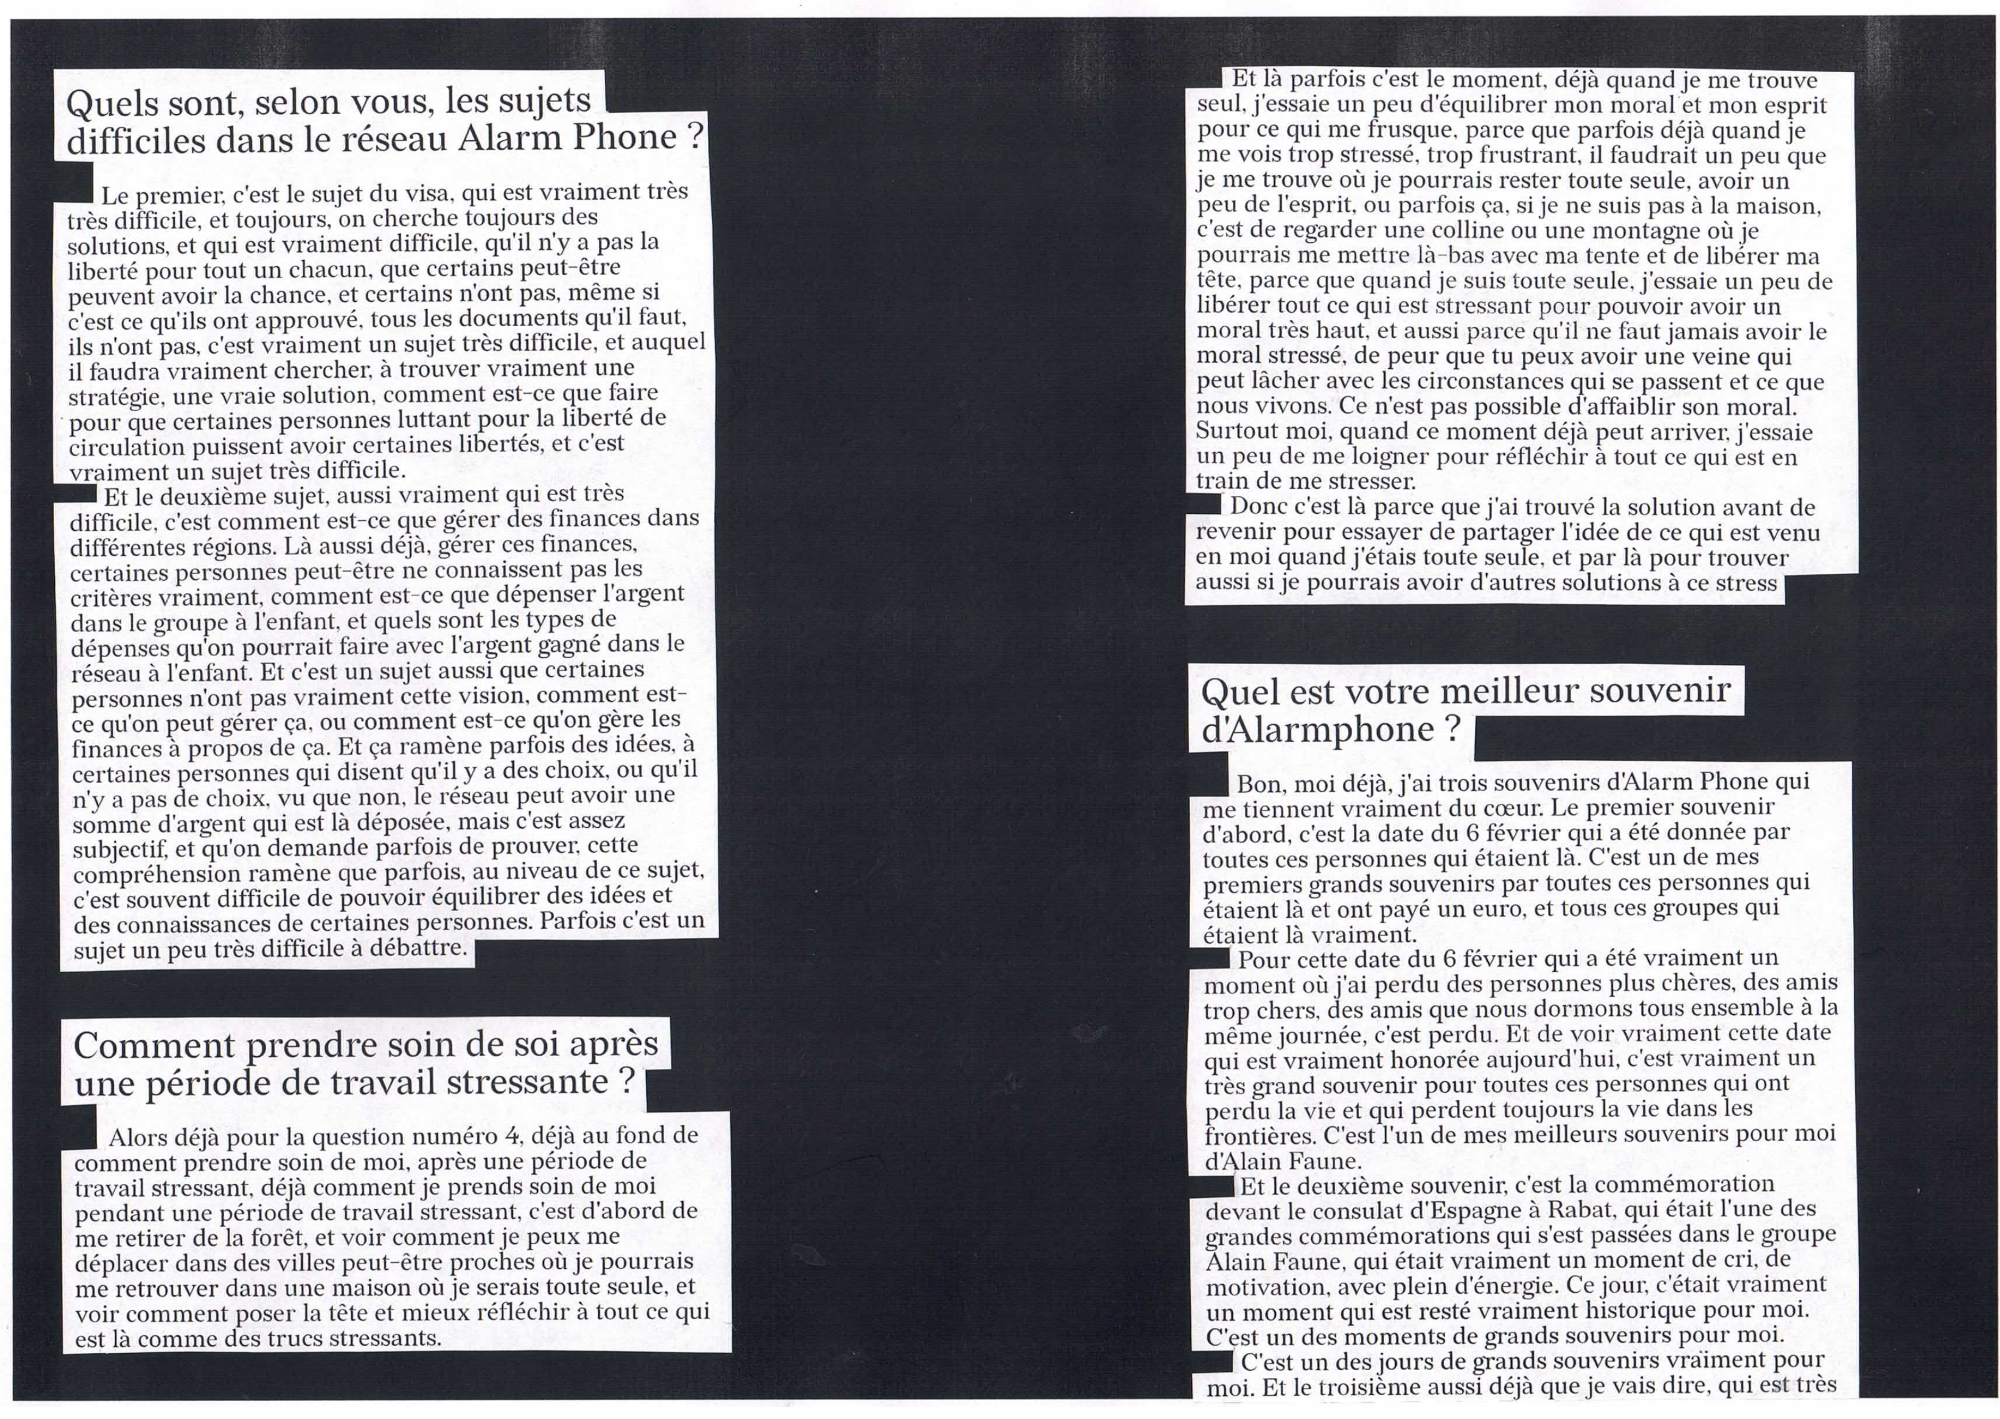 Quels sont, selon vous, les sujets
difficiles dans le réseau Alarm Phone ?
Le premier, c'est le sujet du visa, qui est vraiment très
très difficile, et toujours, on cherche toujours des
solutions, et qui est vraiment difficile, qu'il n'y a pas la
liberté pour tout un chacun, que certains peut-être
peuvent avoir la chance, et certains n'ont pas, même si
c'est ce qu'ils ont approuvé, tous les documents qu'il faut,
ils n'ont pas, c'est vraiment un sujet très difficile, et auquel
il faudra vraiment chercher, à trouver vraiment une
stratégie, une vraie solution, comment est-ce que faire
pour que certaines personnes luttant pour la liberté de
circulation puissent avoir certaines libertés, et c'est
vraiment un sujet très difficile.
Et le deuxième sujet, aussi vraiment qui est très
difficile, c'est comment est-ce que gérer des finances dans
différentes régions. Là aussi déjà, gérer ces finances,
certaines personnes peut-être ne connaissent pas les
critères vraiment, comment est-ce que dépenser l'argent
dans le groupe à l'enfant, et quels sont les types de
dépenses qu'on pourrait faire avec l'argent gagné dans le
réseau à l'enfant. Et c'est un sujet aussi que certaines
personnes n'ont pas vraiment cette vision, comment est-
ce qu'on peut gérer ça, ou comment est-ce qu'on gère les
finances à propos de ça. Et ça ramène parfois des idées, à
certaines personnes qui disent qu'il y a des choix, ou qu'il
n'y a pas de choix, vu que non, le réseau peut avoir une
somme d'argent qui est là déposée, mais c'est assez
subjectif, et qu'on demande parfois de prouver, cette
compréhension ramène que parfois, au niveau de ce sujet,
c'est souvent difficile de pouvoir équilibrer des idées et
des connaissances de certaines personnes. Parfois c'est un
sujet un peu très difficile à débattre.
Comment prendre soin de soi après
une période de travail stressante ?
Alors déjà pour la question numéro 4, déjà au fond de
comment prendre soin de moi, après une période de
travail stressant, déjà comment je prends soin de moi
pendant une période de travail stressant, c'est d'abord de
me retirer de la forêt, et voir comment je peux me
déplacer dans des villes peut-être proches où je pourrais
me retrouver dans une maison où je serais toute seule, et
voir comment poser la tête et mieux réfléchir à tout ce qui
est là comme des trucs stressants.
Et là parfois c'est le moment, déjà quand je me trouve
seul, j'essaie un peu d'équilibrer mon moral et mon esprit
pour ce qui me frusque, parce que parfois déjà quand je
me vois trop stressé, trop frustrant, il faudrait un peu que
je me trouve où je pourrais rester toute seule, avoir un
peu de l'esprit, ou parfois ça, si je ne suis pas à la maison,
c'est de regarder une colline ou une montagne où je
pourrais me mettre là-bas avec ma tente et de libérer ma
tête, parce que quand je suis toute seule, j'essaie un peu de
libérer tout ce qui est stressant pour pouvoir avoir un
moral très haut, et aussi parce qu'il ne faut jamais avoir le
moral stressé, de peur que tu peux avoir une veine qui
peut lâcher avec les circonstances qui se passent et ce que
nous vivons. Ce n'est pas possible d'affaiblir son moral.
Surtout moi, quand ce moment déjà peut arriver, j'essaie
un peu de me loigner pour réfléchir à tout ce qui est en
train de me stresser.
Donc c'est là parce que j'ai trouvé la solution avant de
revenir pour essayer de partager l'idée de ce qui est venu
en moi quand j'étais toute seule, et par là pour trouver
aussi si je pourrais avoir d'autres solutions à ce stress
Quel est votre meilleur souvenir
d'Alarmphone ?
Bon, moi déjà, j'ai trois souvenirs d'Alarm Phone qui
me tiennent vraiment du cœur. Le premier souvenir
d'abord, c'est la date du 6 février qui a été donnée par
toutes ces personnes qui étaient là. C'est un de mes
premiers grands souvenirs par toutes ces personnes qui
étaient là et ont payé un euro, et tous ces groupes qui
étaient là vraiment.
Pour cette date du 6 février qui a été vraiment un
moment où j'ai perdu des personnes plus chères, des amis
trop chers, des amis que nous dormons tous ensemble à la
même journée, c'est perdu. Et de voir vraiment cette date
qui est vraiment honorée aujourd'hui, c'est vraiment un
très grand souvenir pour toutes ces personnes qui ont
perdu la vie et qui perdent toujours la vie dans les
frontières. C'est l'un de mes meilleurs souvenirs pour moi
d'Alain Faune.
Et le deuxième souvenir, c'est la commémoration
devant le consulat d'Espagne à Rabat, qui était l'une des
grandes commémorations qui s'est passées dans le groupe
Alain Faune, qui était vraiment un moment de cri, de
motivation, avec plein d'énergie. Ce jour, c'était vraiment
un moment qui est resté vraiment historique pour moi.
C'est un des moments de grands souvenirs pour moi.
C'est un des jours de grands souvenirs vraiment pour
moi. Et le troisième aussi déjà que je vais dire, qui est très